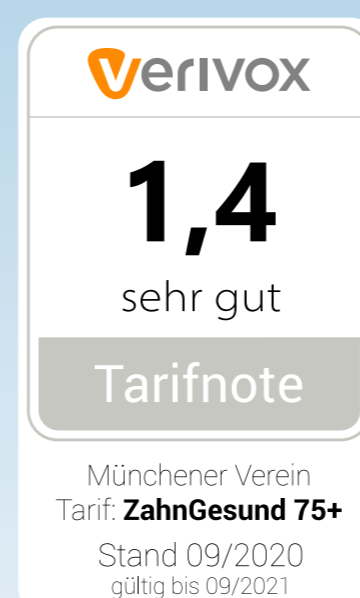 Verivox
1,4
sehr gut
Tarifnote
Münchener Verein
Tarif: ZahnGesund 75+
Stand 09/2020
gültig bis 09/2021